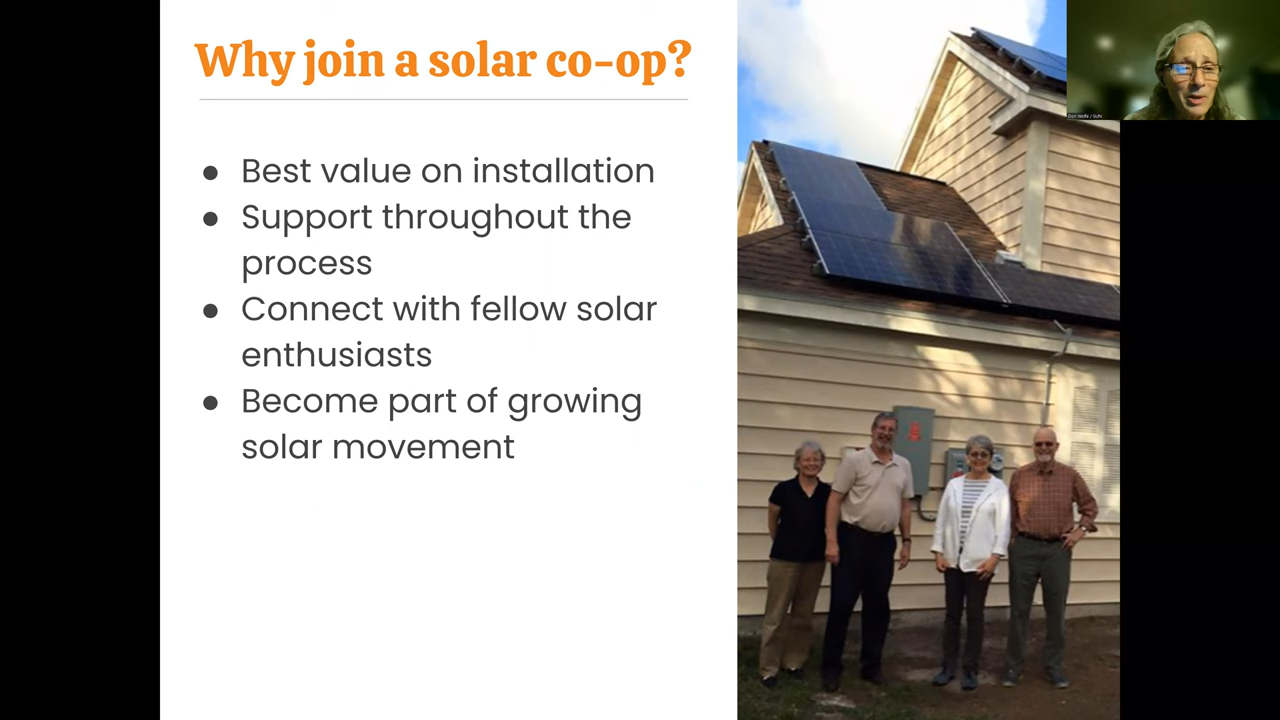 Why join a solar co-op?
● Best value on installation
● Support throughout the
process
● Connect with fellow solar
enthusiasts
● Become part of growing
solar movement